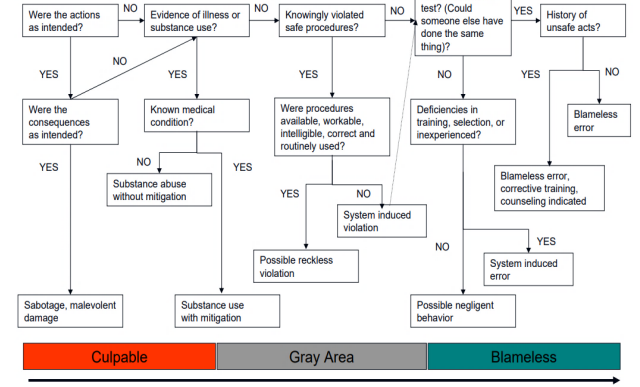 Were the actions
as intended?
NO
Evidence of illness or
substance use?
NO
Knowingly violated
safe procedures?
NO
test? (Could
someone else have
done the same
thing)?
YES
History of
unsafe acts?
YES
NO
YES
YES
NO
YES
NO
Were the
consequences
as intended?
Known medical
condition?
Were procedures
available, workable,
intelligible, correct and
routinely used?
Deficiencies in
training, selection, or
inexperienced?
Blameless
error
YES
NO
YES
Substance abuse
without mitigation
YES
NO
Blameless error,
corrective training,
counseling indicated
System induced
violation
NO
YES
Possible reckless
violation
System induced
error
Sabotage, malevolent
damage
Substance use
with mitigation
Possible negligent
behavior
Culpable
Gray Area
Blameless